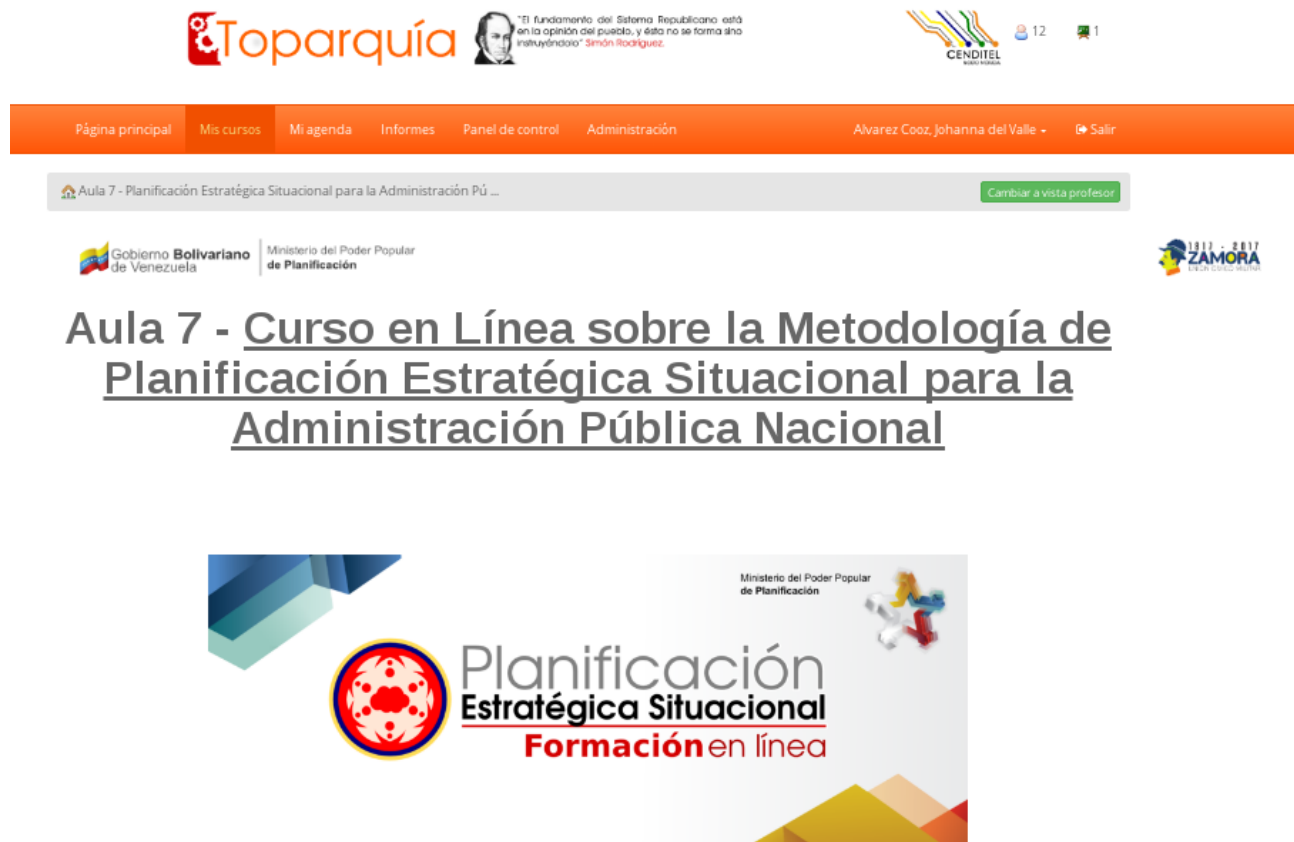 Toparquía
"El fundamento del Sistema Republicano está
en la opinión del pueblo, y ésta no se forma sino
instruyéndolo" Simón Rodríguez.
CENDITEL
12
1
Página principal
Mis cursos
Mi agenda
Informes
Panel de control
Administración
Alvarez Cooz, Johanna del Valle
Salir
Aula 7 - Planificación Estratégica Situacional para la Administración Pú ...
Cambiar a vista profesor
Gobierno Bolivariano
de Venezuela
Ministerio del Poder Popular
de Planificación
1817 - 2017
ZAMORA
Aula 7 - Curso en Línea sobre la Metodología de
Planificación Estratégica Situacional para la
Administración Pública Nacional
Ministerio del Poder Popular
de Planificación
Planificación
Estratégica Situacional
Formación en línea